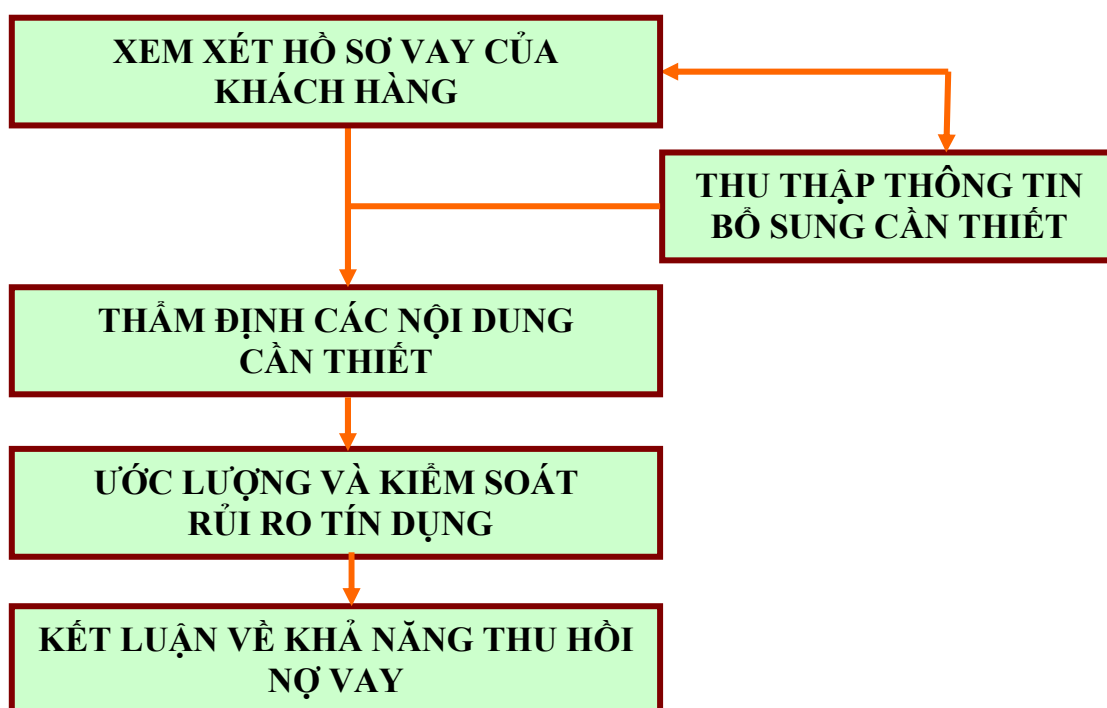 XEM XÉT HỒ SƠ VAY CỦA
KHÁCH HÀNG
THU THẬP THÔNG TIN
BỔ SUNG CẦN THIẾT
THẨM ĐỊNH CÁC NỘI DUNG
CẦN THIẾT
ƯỚC LƯỢNG VÀ KIỂM SOÁT
RỦI RO TÍN DỤNG
KẾT LUẬN VỀ KHẢ NĂNG THU HỒI
NỢ VAY